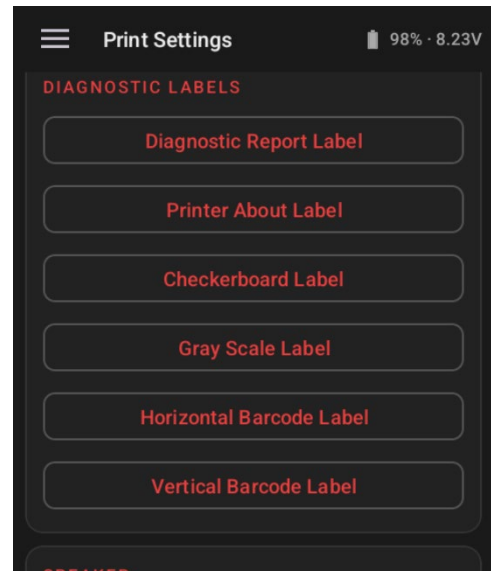 Print Settings
98% · 8.23V
DIAGNOSTIC LABELS
Diagnostic Report Label
Printer About Label
Checkerboard Label
Gray Scale Label
Horizontal Barcode Label
Vertical Barcode Label